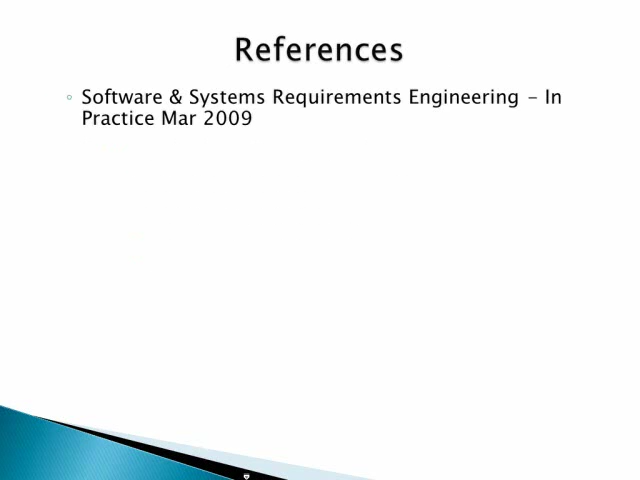 References
Software & Systems Requirements Engineering – In
Practice Mar 2009